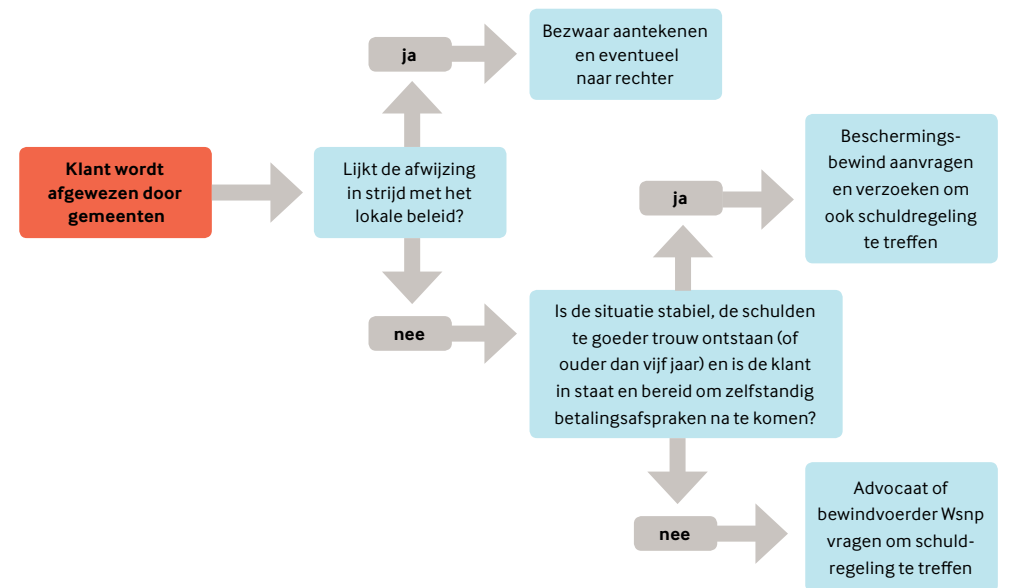 Klant wordt
afgewezen door
gemeenten
Lijkt de afwijzing
in strijd met het
lokale beleid?
ja
Bezwaar aantekenen
en eventueel
naar rechter
nee
Is de situatie stabiel, de schulden
te goeder trouw ontstaan (of
ouder dan vijf jaar) en is de klant
in staat en bereid om zelfstandig
betalingsafspraken na te komen?
ja
Beschermings-
bewind aanvragen
en verzoeken om
ook schuldregeling
te treffen
nee
Advocaat of
bewindvoerder Wsnp
vragen om schuld-
regeling te treffen